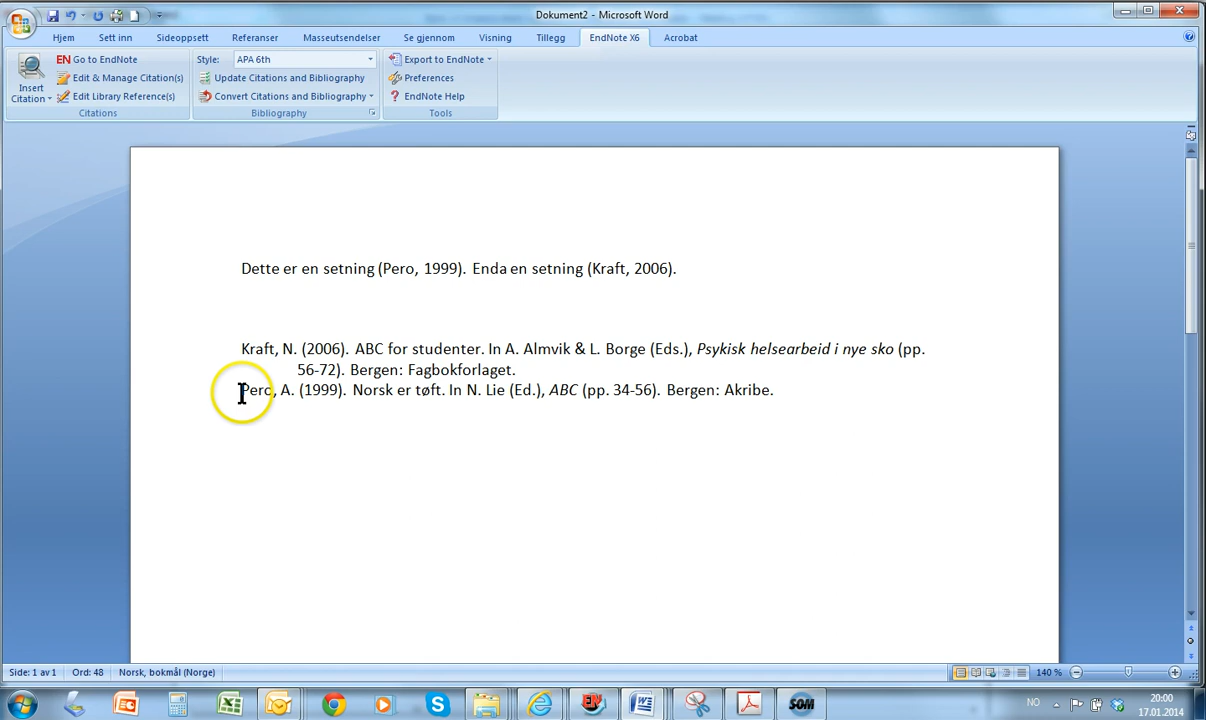 Dokument2 - Microsoft Word
Hjem Sett inn Sideoppsett Referanser Masseutsendelser Se gjennom Visning Tillegg EndNote X6 Acrobat
EN Go to EndNote Style: APA 6th Export to EndNote
Edit & Manage Citation(s) Update Citations and Bibliography Preferences
Insert Citation Edit Library Reference(s) Convert Citations and Bibliography EndNote Help
Citations Bibliography Tools
Dette er en setning (Pero, 1999). Enda en setning (Kraft, 2006).
Kraft, N. (2006). ABC for studenter. In A. Almvik & L. Borge (Eds.), Psykisk helsearbeid i nye sko (pp.
56-72). Bergen: Fagbokforlaget.
Pero, A. (1999). Norsk er tøft. In N. Lie (Ed.), ABC (pp. 34-56). Bergen: Akribe.
Side: 1 av 1 Ord: 48 Norsk, bokmål (Norge) 140 %
NO 20:00
17.01.2014
EN SOM